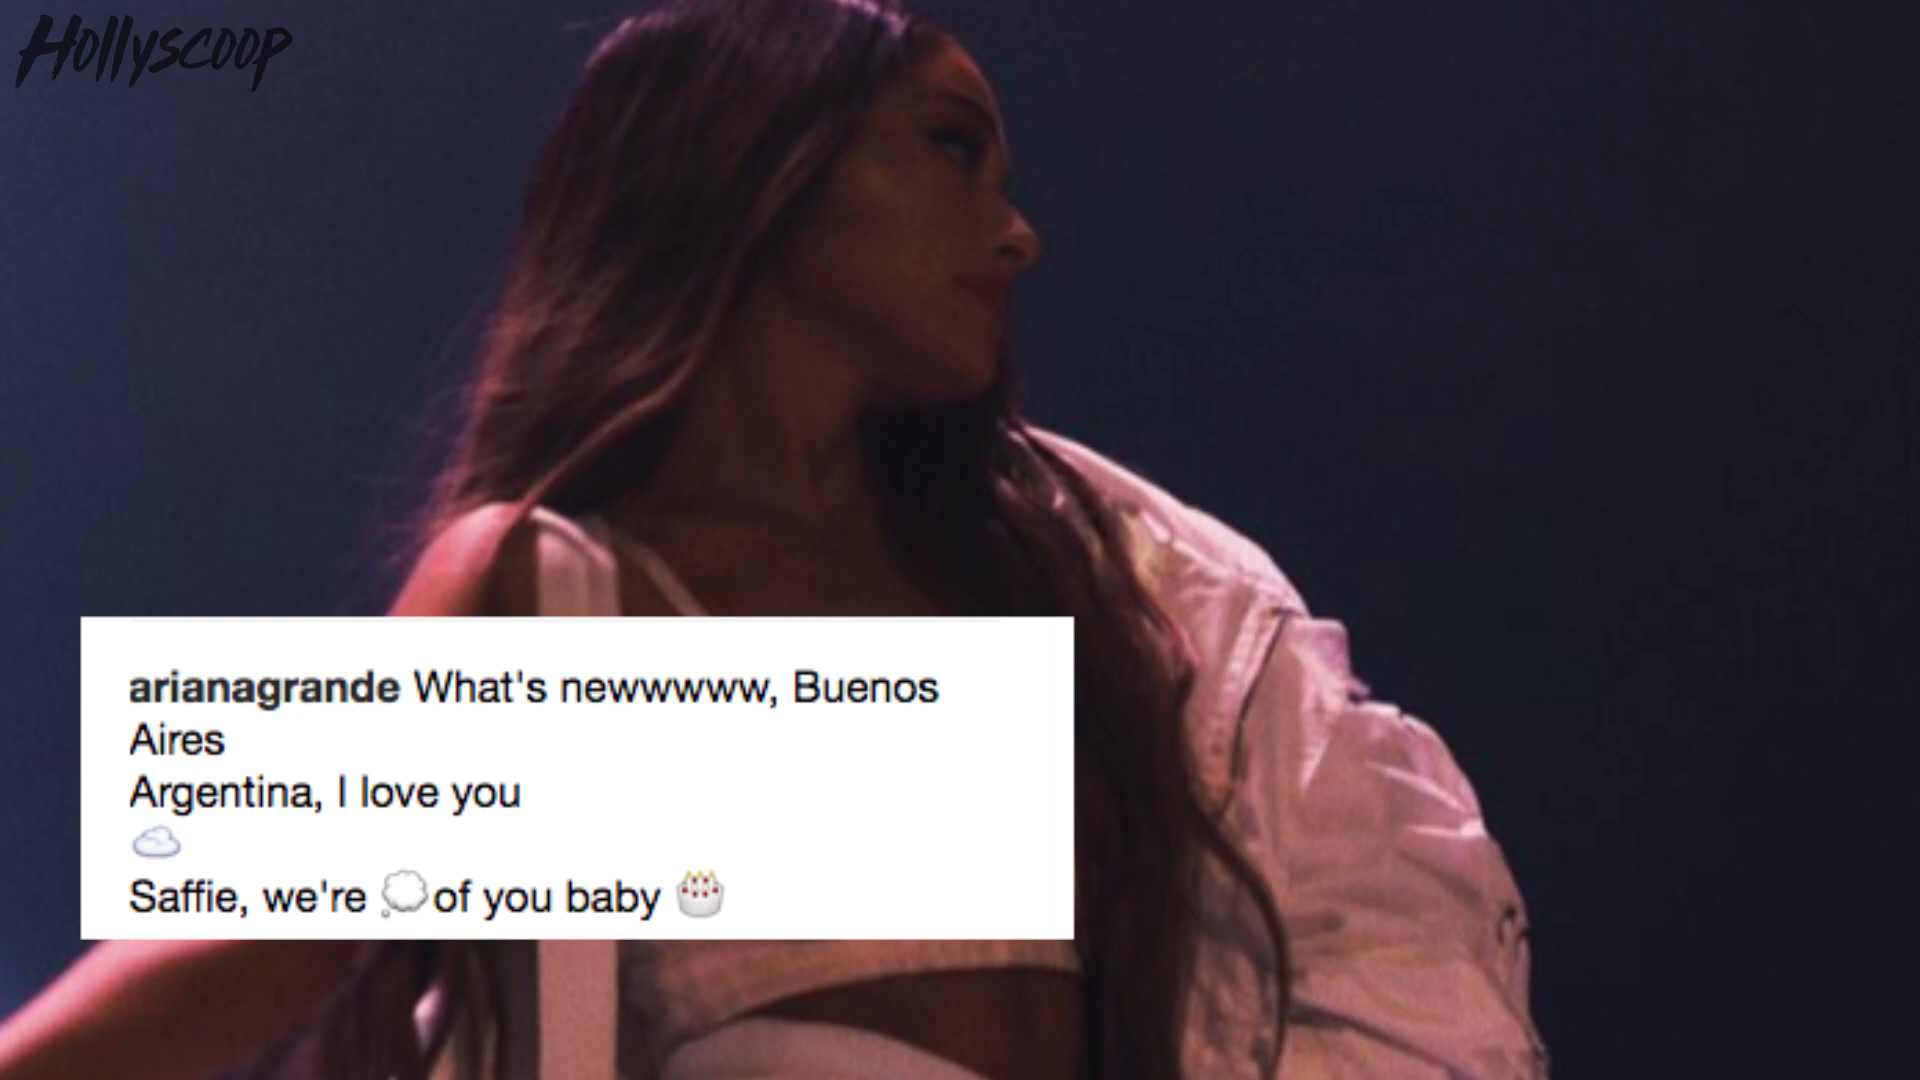 Hollyscoop
arianagrande What's newwwww, Buenos
Aires
Argentina, I love you
☁️
Saffie, we're 💭of you baby 🎂